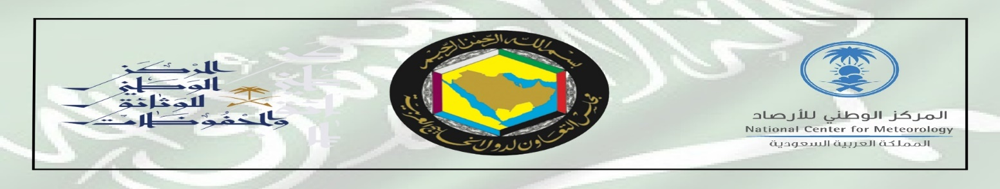 المركز الوطني للأرصاد
National Center for Meteorology
المملكة العربية السعودية
بسم الله الرحمن الرحيم
مجلس التعاون لدول الخليج العربية
المركز
الوطني
للوثائق
والمحفوظات